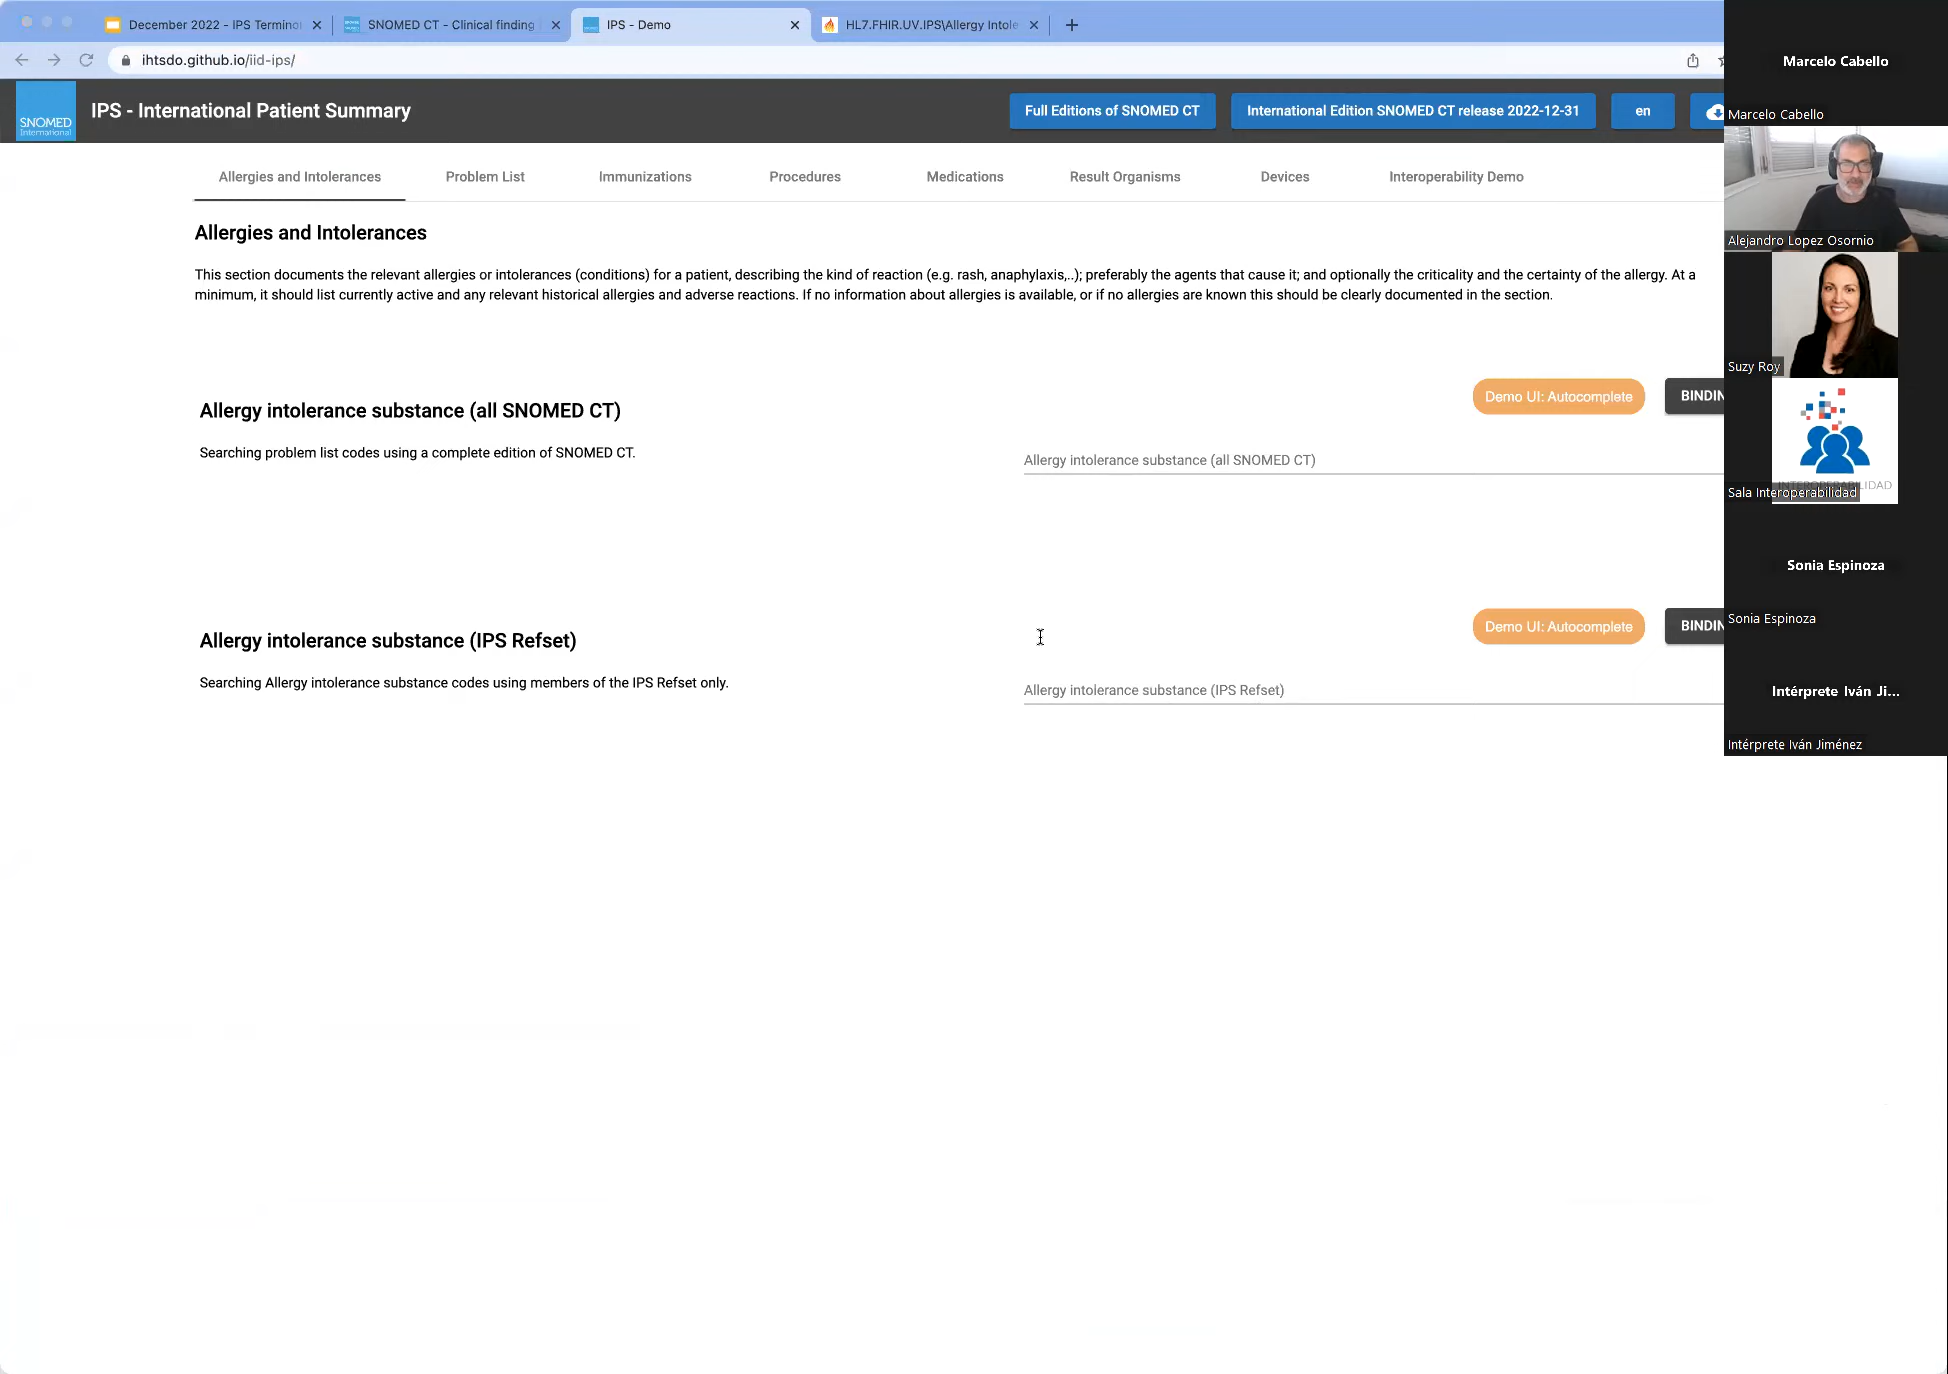 December 2022 - IPS Termino
SNOMED CT - Clinical finding
IPS - Demo
HL7.FHIR.UV.IPS\Allergy Intole
ihtsdo.github.io/iid-ips/
SNOMED
International
IPS - International Patient Summary
Full Editions of SNOMED CT
International Edition SNOMED CT release 2022-12-31
en
Allergies and Intolerances
Problem List
Immunizations
Procedures
Medications
Result Organisms
Devices
Interoperability Demo
Allergies and Intolerances
This section documents the relevant allergies or intolerances (conditions) for a patient, describing the kind of reaction (e.g. rash, anaphylaxis,..); preferably the agents that cause it; and optionally the criticality and the certainty of the allergy. At a
minimum, it should list currently active and any relevant historical allergies and adverse reactions. If no information about allergies is available, or if no allergies are known this should be clearly documented in the section.
Allergy intolerance substance (all SNOMED CT)
Demo UI: Autocomplete
BINDIN
Searching problem list codes using a complete edition of SNOMED CT.
Allergy intolerance substance (all SNOMED CT)
Allergy intolerance substance (IPS Refset)
Demo UI: Autocomplete
BINDIN
Searching Allergy intolerance substance codes using members of the IPS Refset only.
Allergy intolerance substance (IPS Refset)
Marcelo Cabello
Marcelo Cabello
Alejandro Lopez Osornio
Suzy Roy
Sala Interoperabilidad
Sonia Espinoza
Sonia Espinoza
Intérprete Iván Ji...
Intérprete Iván Jiménez